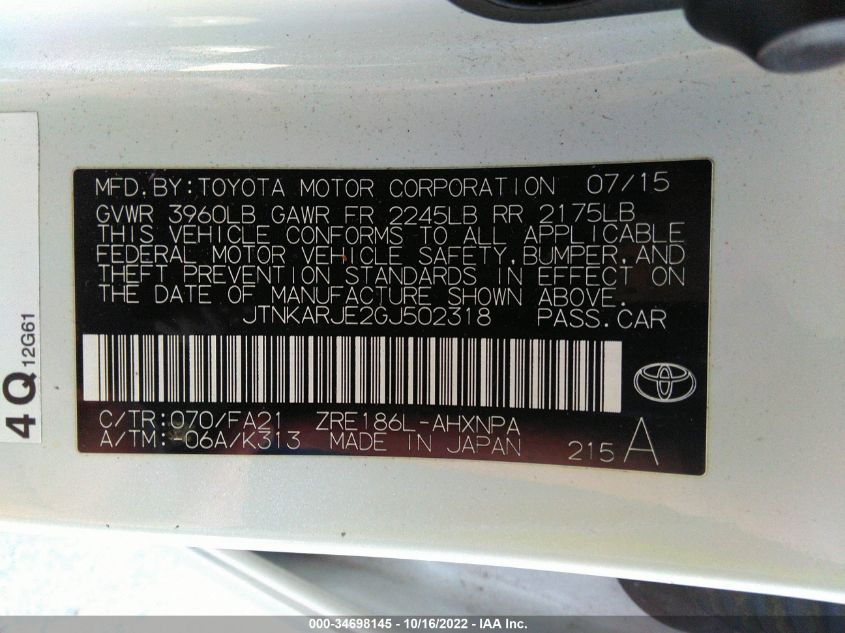 MFD.BY:TOYOTA MOTOR CORPORATION 07/15
GVWR 3960LB GAWR FR 2245LB RR 2175LB
THIS VEHICLE CONFORMS TO ALL APPLICABLE
FEDERAL MOTOR VEHICLE SAFETY,BUMPER,AND
THEFT PREVENTION STANDARDS IN EFFECT ON
THE DATE OF MANUFACTURE SHOWN ABOVE.
JTNKARJE2GJ502318 PASS.CAR
C/TR:070/FA21 ZRE186L-AHXNPA
A/TM:-06A/K313 MADE IN JAPAN 215 A
4Q 12G61
000-34698145 - 10/16/2022 - IAA Inc.